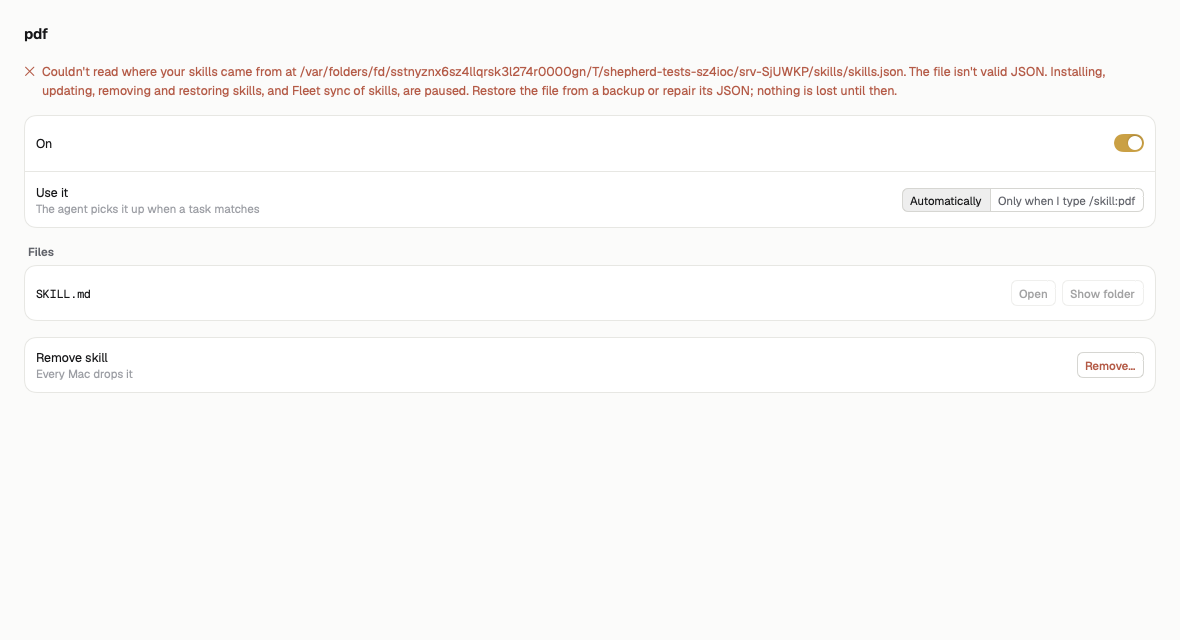 pdf
Couldn't read where your skills came from at /var/folders/fd/sstnyznx6sz4llqrsk3l274r0000gn/T/shepherd-tests-sz4ioc/srv-SjUWKP/skills/skills.json. The file isn't valid JSON. Installing,
updating, removing and restoring skills, and Fleet sync of skills, are paused. Restore the file from a backup or repair its JSON; nothing is lost until then.
On
Use it
The agent picks it up when a task matches
Automatically
Only when I type /skill:pdf
Files
SKILL.md
Open
Show folder
Remove skill
Every Mac drops it
Remove…